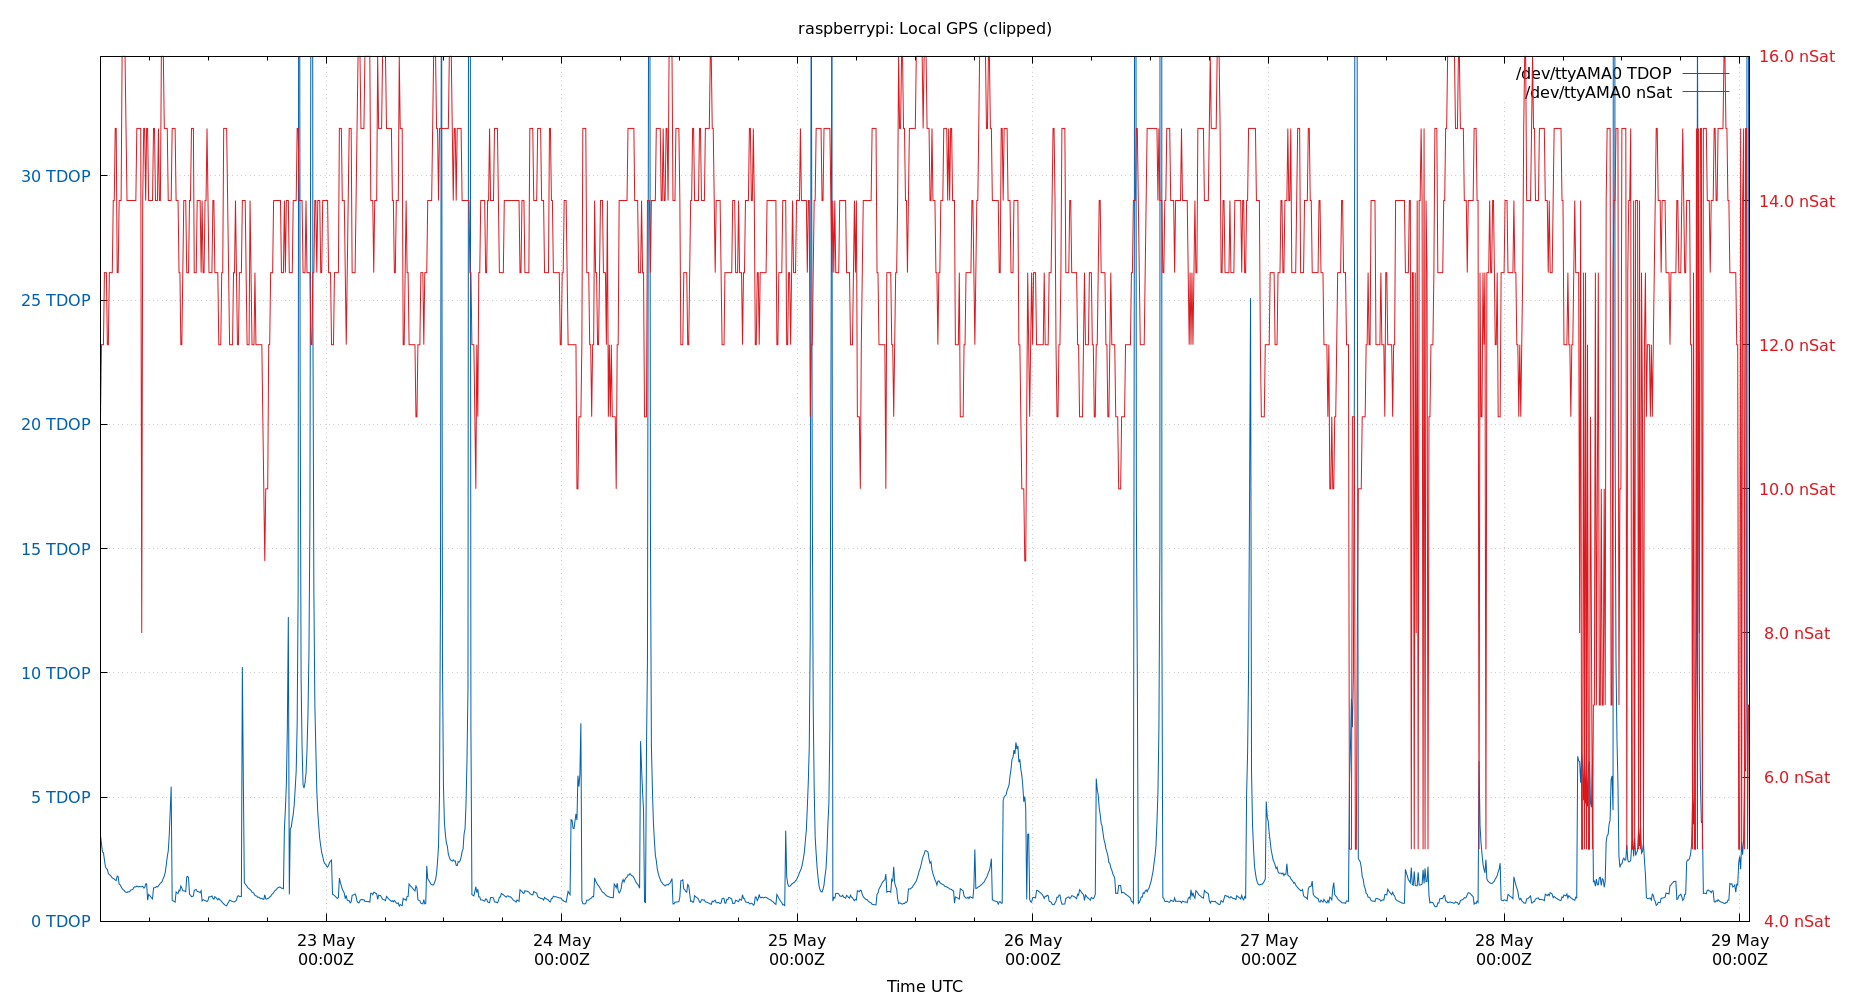 raspberrypi: Local GPS (clipped)
16.0 nSat
/dev/ttyAMA0 TDOP
/dev/ttyAMA0 nSat
30 TDOP
14.0 nSat
25 TDOP
12.0 nSat
20 TDOP
10.0 nSat
15 TDOP
8.0 nSat
10 TDOP
6.0 nSat
5 TDOP
0 TDOP
4.0 nSat
23 May 24 May 25 May 26 May 27 May 28 May 29 May
00:00Z 00:00Z 00:00Z 00:00Z 00:00Z 00:00Z 00:00Z
Time UTC